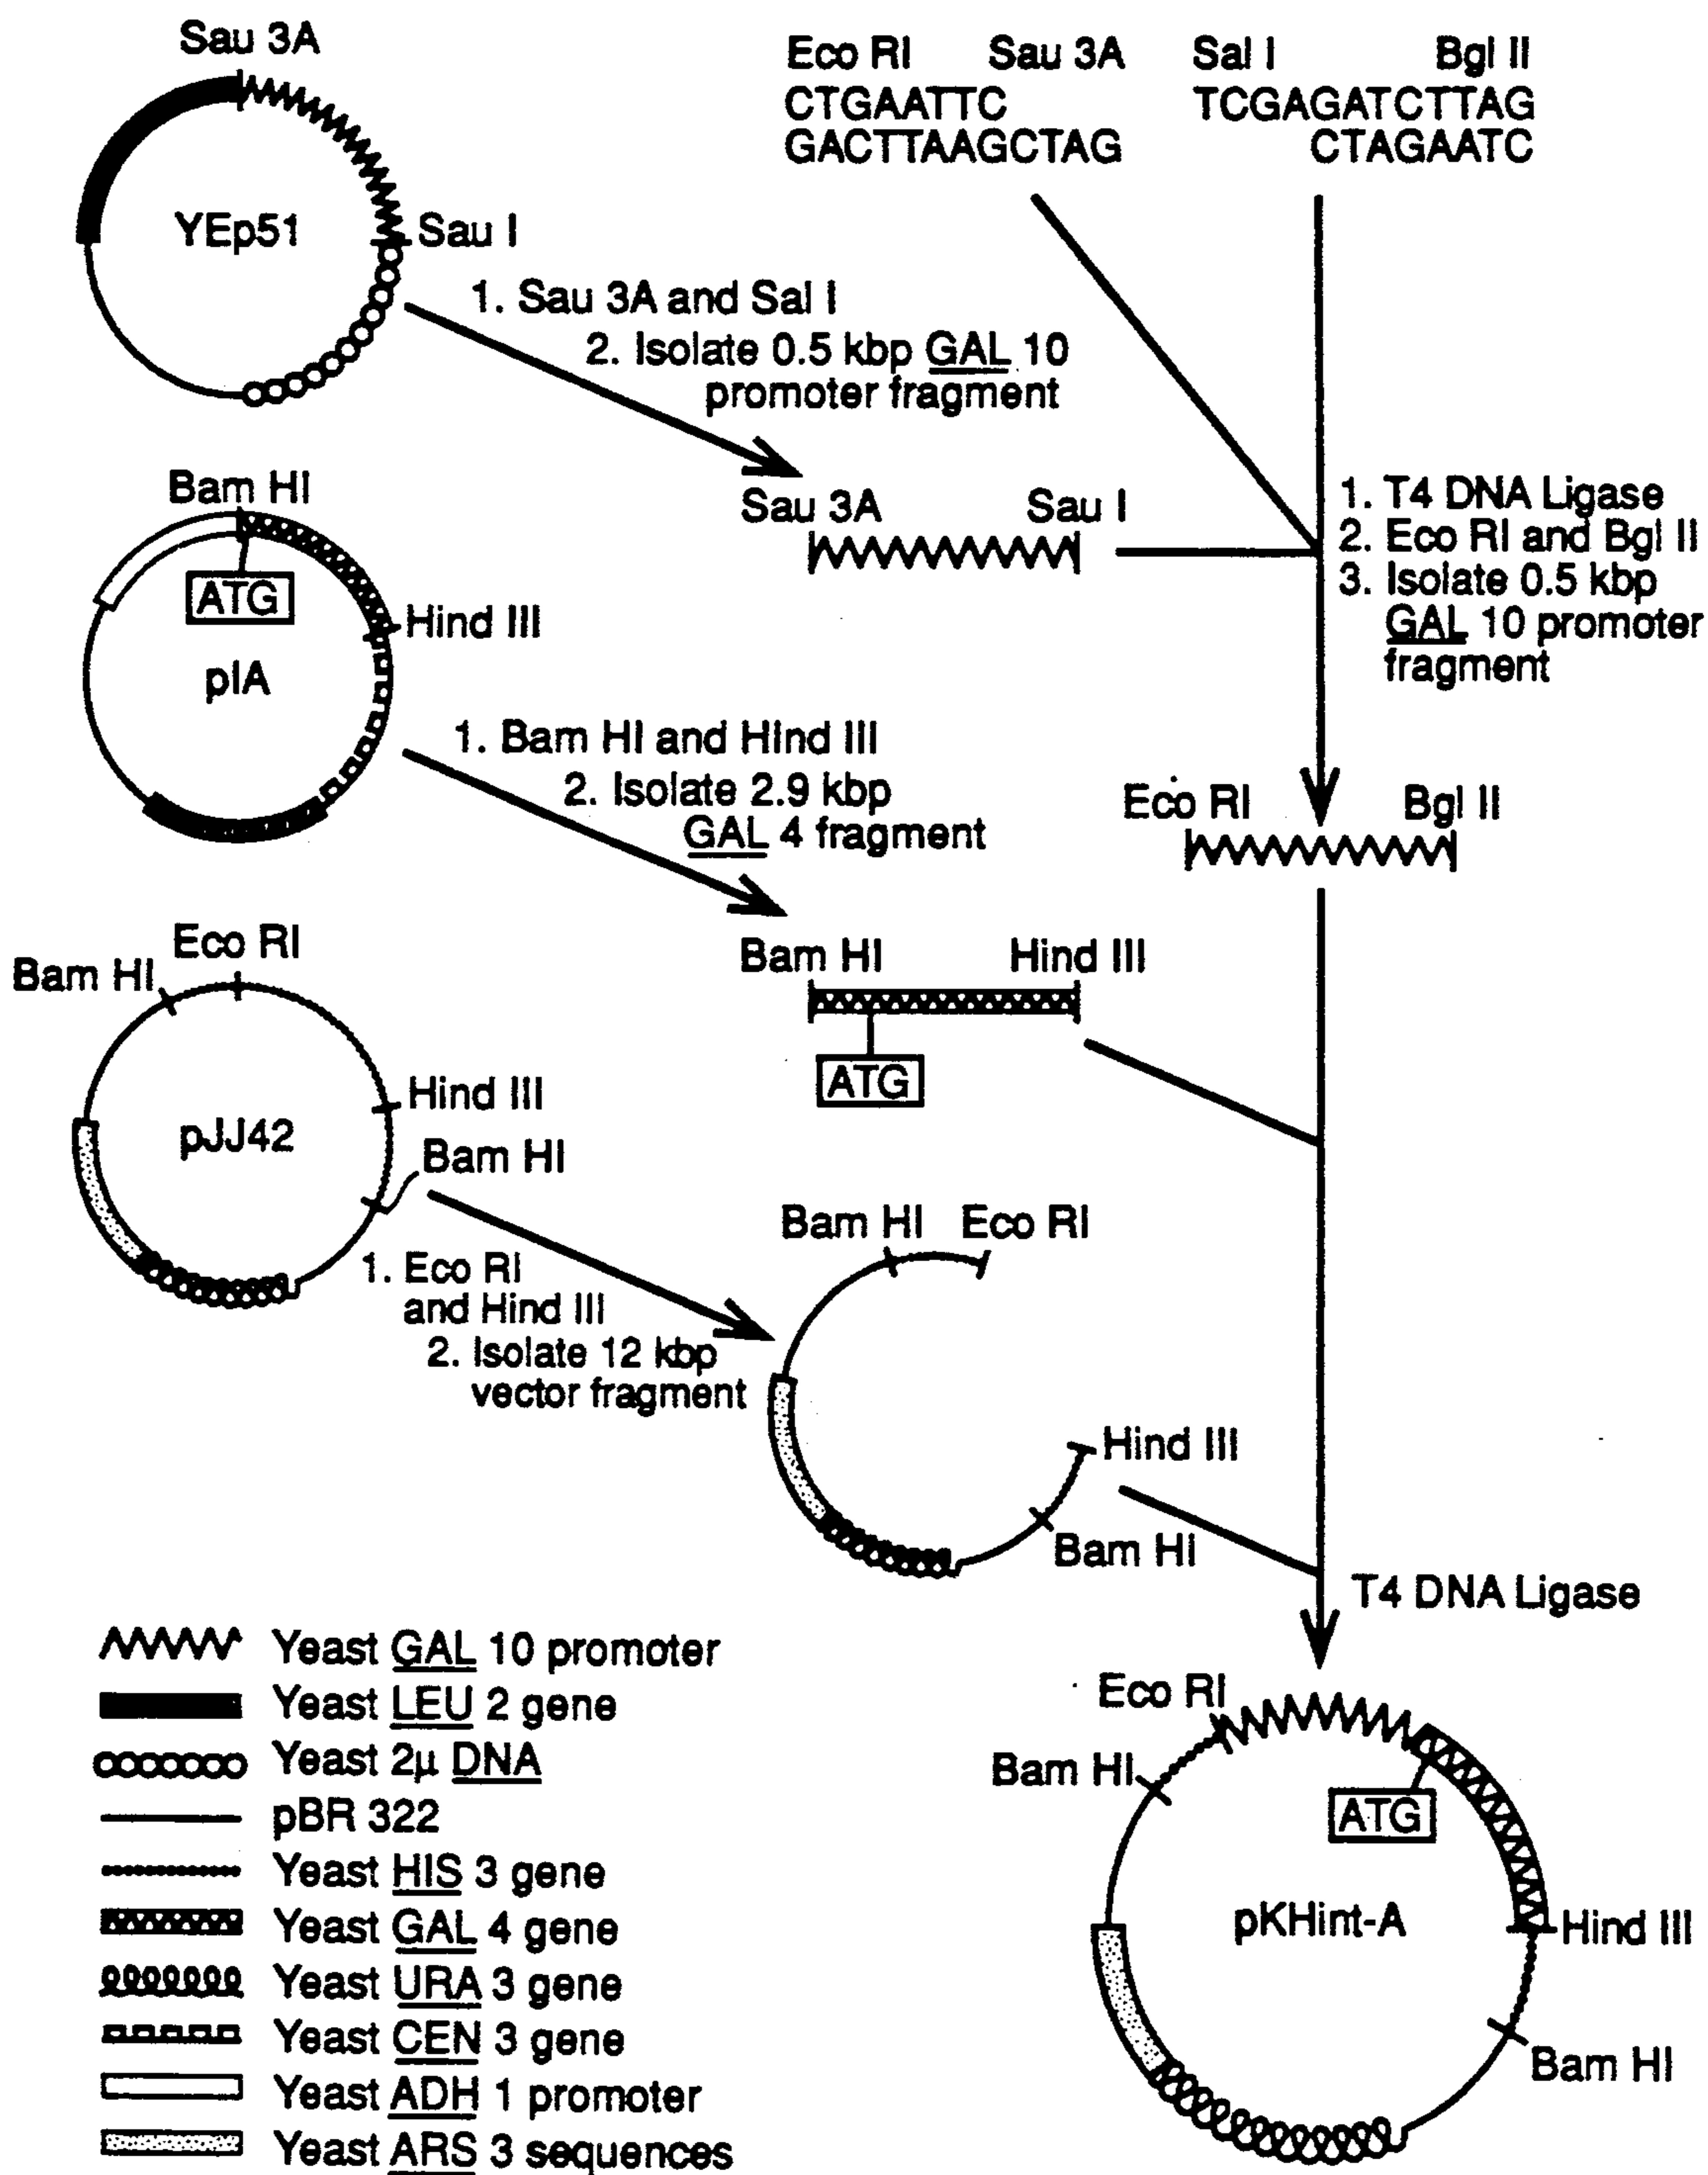 Sau 3A
YEp51
Sau I
Eco RI Sau 3A
CTGAATTC
GACTTAAGCTAG
Sal I Bgl II
TCGAGATCTTAG
CTAGAATC
1. Sau 3A and Sal I
2. Isolate 0.5 kbp GAL 10
promoter fragment
Sau 3A Sau I
1. T4 DNA Ligase
2. Eco RI and Bgl II
3. Isolate 0.5 kbp
GAL 10 promoter
fragment
Bam HI
ATG
Hind III
pIA
1. Bam HI and Hind III
2. Isolate 2.9 kbp
GAL 4 fragment
Eco RI Bgl II
Bam HI Hind III
ATG
Eco RI
Bam HI
Hind III
pJJ42
Bam HI
1. Eco RI
and Hind III
2. Isolate 12 kbp
vector fragment
Bam HI Eco RI
Hind III
Bam HI
T4 DNA Ligase
Yeast GAL 10 promoter
Yeast LEU 2 gene
Yeast 2μ DNA
pBR 322
Yeast HIS 3 gene
Yeast GAL 4 gene
Yeast URA 3 gene
Yeast CEN 3 gene
Yeast ADH 1 promoter
Yeast ARS 3 sequences
Eco RI
Bam HI
ATG
pKHint-A
Hind III
Bam HI